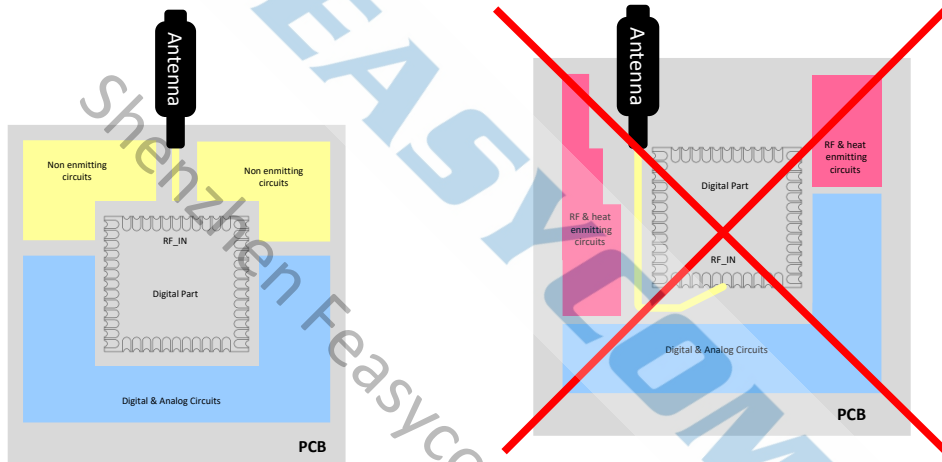 Antenna
Non enmitting
circuits
Non enmitting
circuits
RF_IN
Digital Part
Digital & Analog Circuits
PCB
Antenna
RF & heat
enmitting
circuits
Digital Part
RF & heat
enmitting
circuits
RF_IN
Digital & Analog Circuits
PCB
Shenzhen Feasyco
EASYCOM